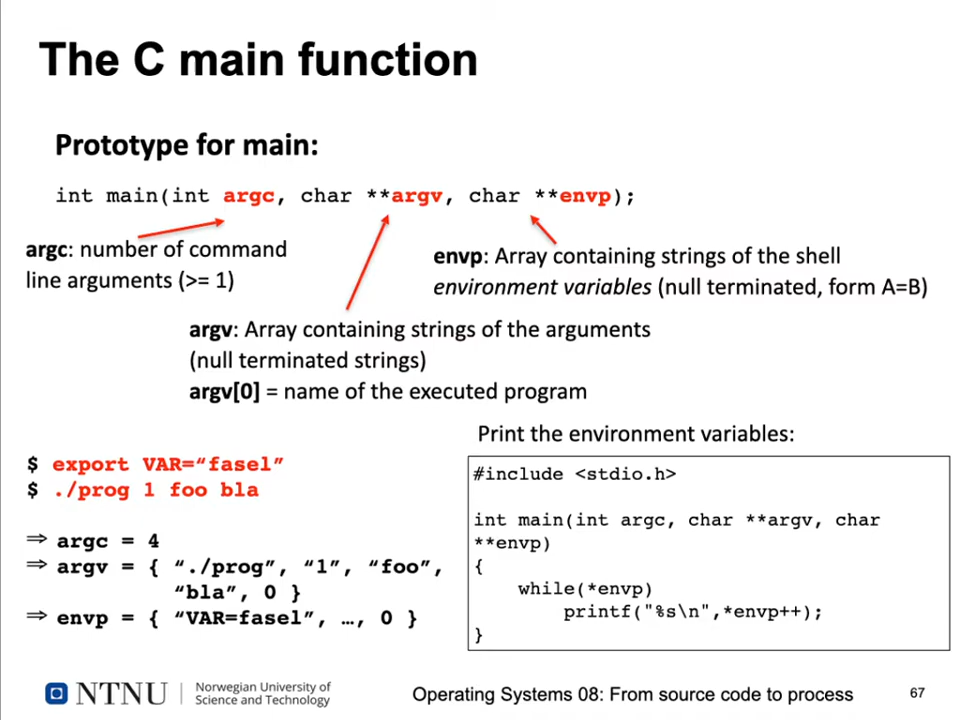 The C main function
Prototype for main:
int main(int argc, char **argv, char **envp);
argc: number of command
line arguments (>= 1)
envp: Array containing strings of the shell
environment variables (null terminated, form A=B)
argv: Array containing strings of the arguments
(null terminated strings)
argv[0] = name of the executed program
$ export VAR=“fasel”
$ ./prog 1 foo bla
⇒ argc = 4
⇒ argv = { “./prog”, “1”, “foo”,
“bla”, 0 }
⇒ envp = { “VAR=fasel”, …, 0 }
Print the environment variables:
#include <stdio.h>
int main(int argc, char **argv, char
**envp)
{
    while(*envp)
        printf("%s\n",*envp++);
}
NTNU
Norwegian University of
Science and Technology
Operating Systems 08: From source code to process
67